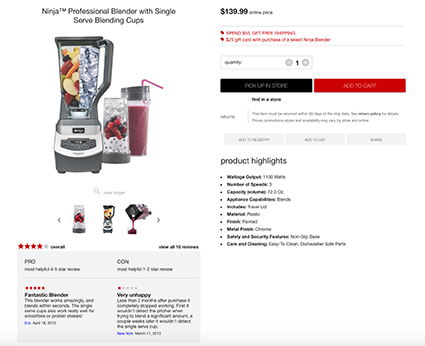 Ninja™ Professional Blender with Single
Serve Blending Cups
Ninja
view larger
overall
view all 10 reviews
PRO
most helpful 4-5 star review
CON
most helpful 1-2 star review
Fantastic Blender
This blender works amazingly, and
blends within seconds. The single
serve cups also work really well for
smoothies or protein shakes!
Eric April 18, 2013
Very unhappy
Less than 2 months after purchase it
completely stopped working. First it
wouldn't detect the pitcher when
trying to blend a significant amount, a
couple weeks later it wouldn't detect
the single serve cup.
New York March 11, 2013
$139.99 online price
SPEND $50, GET FREE SHIPPING
$25 gift card with purchase if a select Ninja Blender
quantity:
1
PICK UP IN STORE
ADD TO CART
find in a store
returns
This item must be returned within 30 days of the ship date. See return policy for details.
Prices, promotions, styles and availability may vary by store and online.
ADD TO REGISTRY
ADD TO LIST
SHARE
product highlights
Wattage Output: 1100 Watts
Number of Speeds: 3
Capacity (volume): 72.0 Oz.
Appliance Capabilities: Blends
Includes: Travel Lid
Material: Plastic
Finish: Painted
Metal Finish: Chrome
Safety and Security Features: Non-Slip Base
Care and Cleaning: Easy-To-Clean, Dishwasher Safe Parts